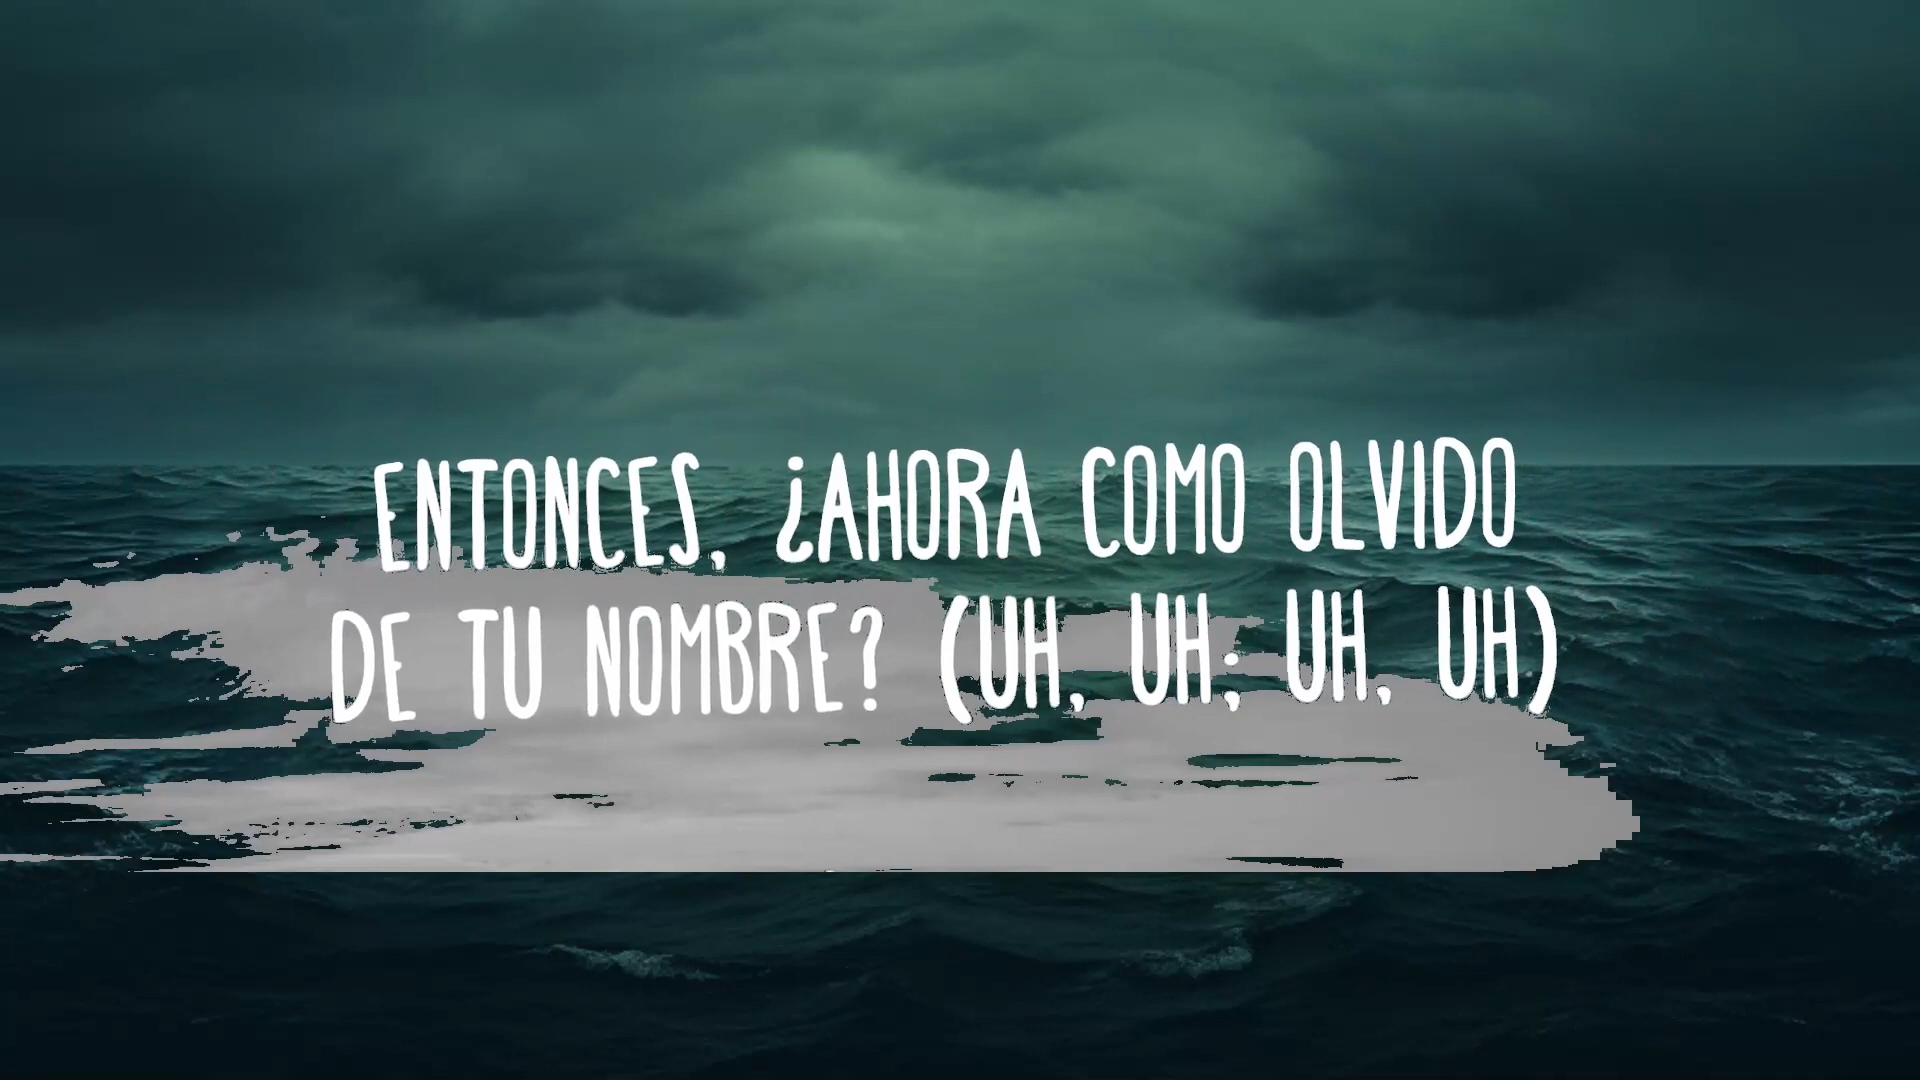 ENTONCES, ¿AHORA COMO OLVIDO
DE TU NOMBRE? (UH, UH; UH, UH)